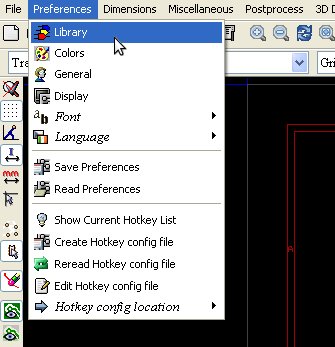 File Preferences Dimensions Miscellaneous Postprocess 3D D
Tra
Gri
Library
Colors
General
Display
Font
Language
Save Preferences
Read Preferences
Show Current Hotkey List
Create Hotkey config file
Reread Hotkey config file
Edit Hotkey config file
Hotkey config location
A